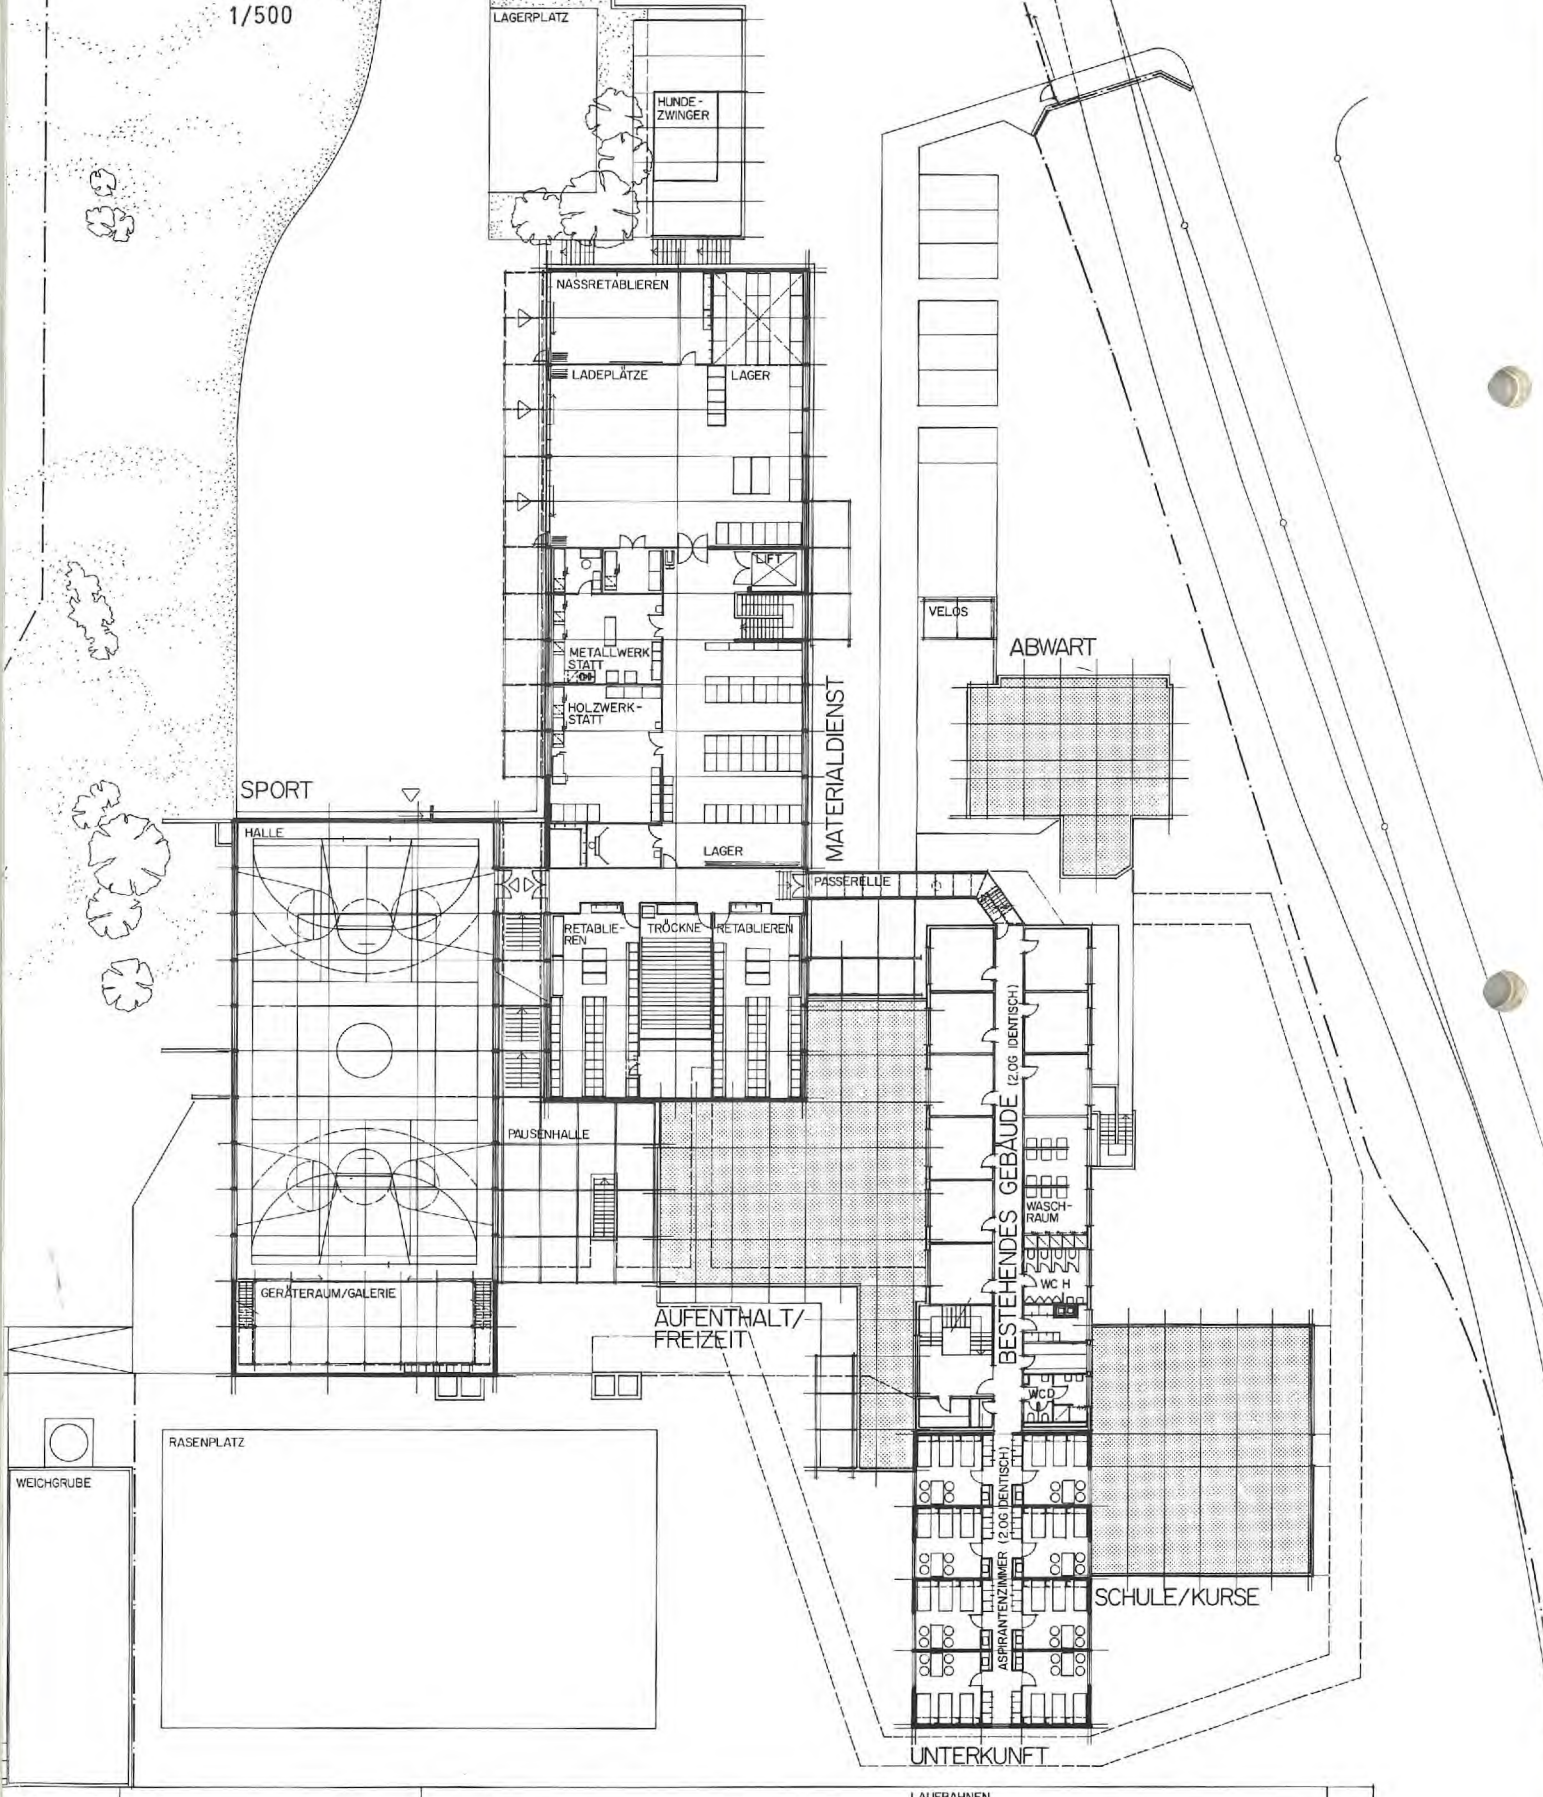 1/500
LAGERPLATZ
HUNDE-
ZWINGER
NASSRETABLIEREN
LADEPLÄTZE
LAGER
LIFT
VELOS
ABWART
METALLWERK
STATT
HOLZWERK-
STATT
MATERIALDIENST
SPORT
HALLE
LAGER
PASSERELLE
RETABLIE-
REN
TRÖCKNE
RETABLIEREN
BESTEHENDES GEBÄUDE (2.OG IDENTISCH)
PAUSENHALLE
WASCH-
RAUM
WC H
GERÄTERAUM/GALERIE
AUFENTHALT/
FREIZEIT
WCD
RASENPLATZ
WEICHGRUBE
ASPIRANTENZIMMER (2.OG IDENTISCH)
SCHULE/KURSE
UNTERKUNFT
LAUFBAHNEN